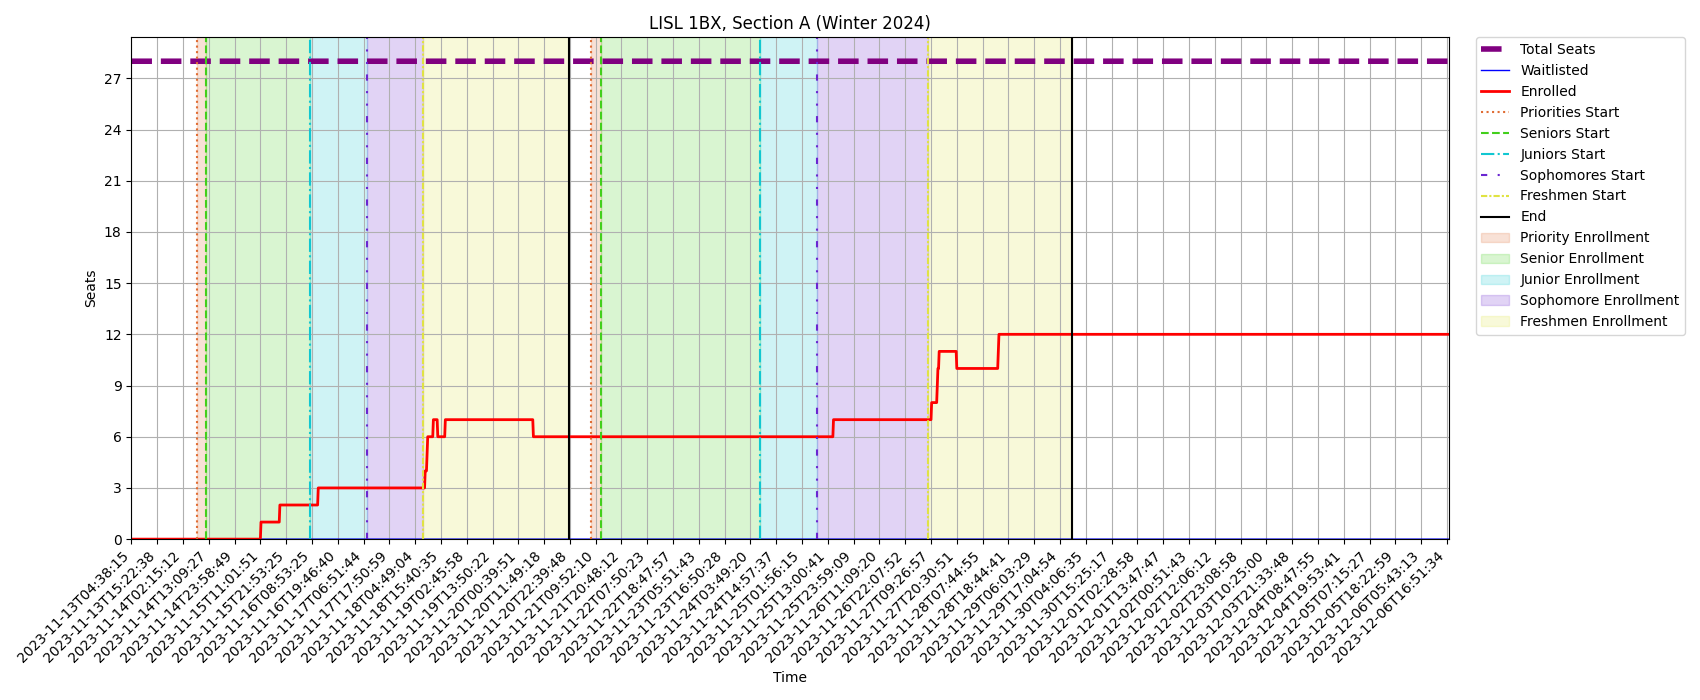 LISL 1BX, Section A (Winter 2024)
Seats
27
24
21
18
15
12
9
6
3
0
2023-11-13T04:38:15
2023-11-13T15:22:38
2023-11-14T02:15:12
2023-11-14T13:09:27
2023-11-14T23:58:49
2023-11-15T11:01:51
2023-11-15T21:53:25
2023-11-16T08:53:25
2023-11-16T19:46:40
2023-11-17T06:51:44
2023-11-17T17:50:59
2023-11-18T04:49:04
2023-11-18T15:40:35
2023-11-19T02:45:58
2023-11-19T13:50:22
2023-11-20T00:39:51
2023-11-20T11:49:18
2023-11-20T22:39:48
2023-11-21T09:52:10
2023-11-21T20:48:12
2023-11-22T07:50:23
2023-11-22T18:47:57
2023-11-23T05:51:43
2023-11-23T16:50:28
2023-11-24T03:49:20
2023-11-24T14:57:37
2023-11-25T01:56:15
2023-11-25T13:00:41
2023-11-25T23:59:09
2023-11-26T11:09:20
2023-11-26T22:07:52
2023-11-27T09:26:57
2023-11-27T20:30:51
2023-11-28T07:44:55
2023-11-28T18:44:41
2023-11-29T06:03:29
2023-11-29T17:04:54
2023-11-30T04:06:35
2023-11-30T15:25:17
2023-12-01T02:28:58
2023-12-01T13:47:47
2023-12-02T00:51:43
2023-12-02T12:06:12
2023-12-02T23:08:58
2023-12-03T10:25:00
2023-12-03T21:33:48
2023-12-04T08:47:55
2023-12-04T19:53:41
2023-12-05T07:15:27
2023-12-05T18:22:59
2023-12-06T05:43:13
2023-12-06T16:51:34
Time
Total Seats
Waitlisted
Enrolled
Priorities Start
Seniors Start
Juniors Start
Sophomores Start
Freshmen Start
End
Priority Enrollment
Senior Enrollment
Junior Enrollment
Sophomore Enrollment
Freshmen Enrollment